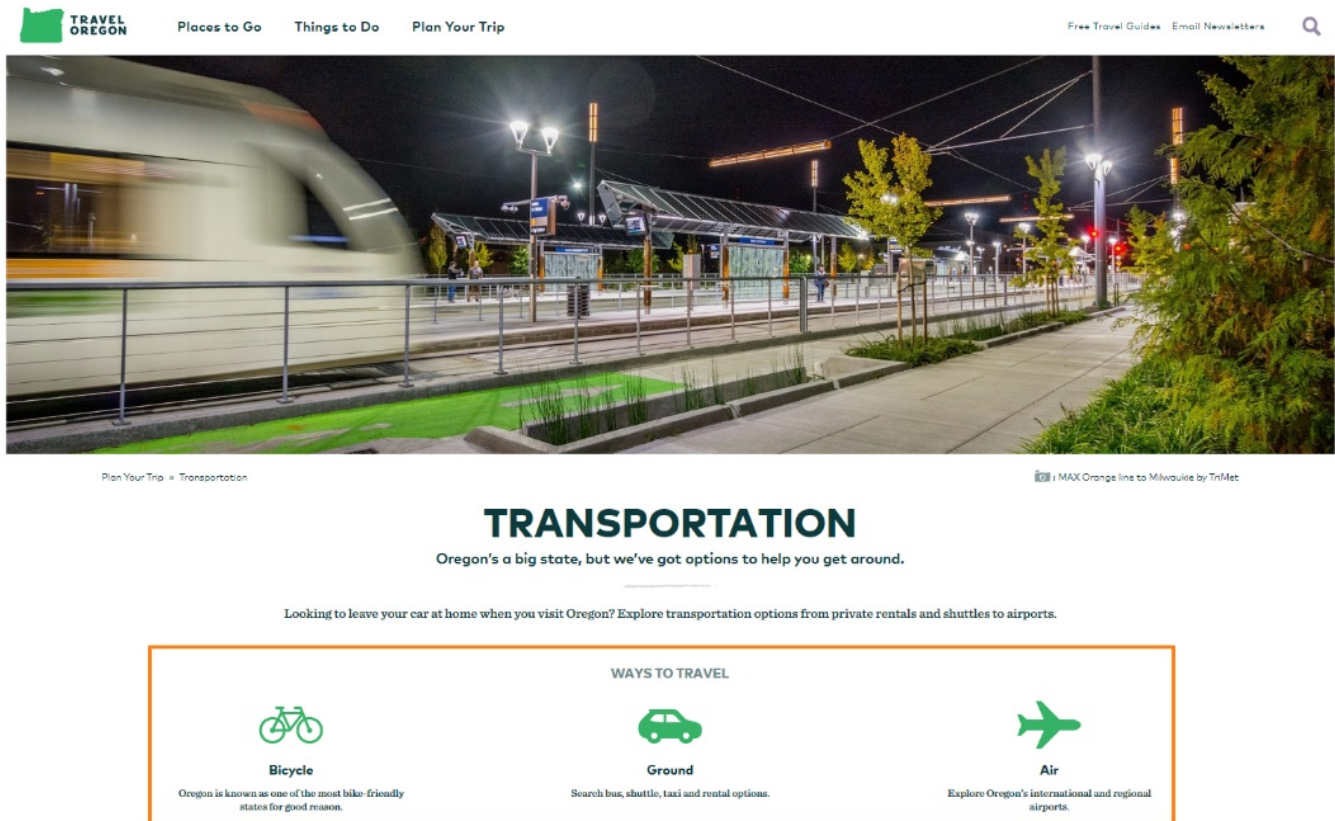 TRAVEL
OREGON
Places to Go
Things to Do
Plan Your Trip
Free Travel Guides
Email Newsletters
Plan Your Trip » Transportation
: MAX Orange line to Milwaukie by TriMet
TRANSPORTATION
Oregon's a big state, but we've got options to help you get around.
Looking to leave your car at home when you visit Oregon? Explore transportation options from private rentals and shuttles to airports.
WAYS TO TRAVEL
Bicycle
Oregon is known as one of the most bike-friendly
states for good reason.
Ground
Search bus, shuttle, taxi and rental options.
Air
Explore Oregon's international and regional
airports.